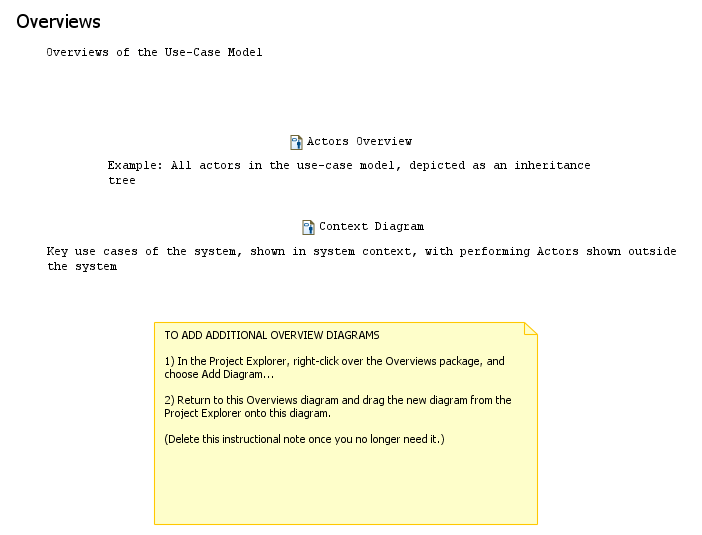 Overviews
Overviews of the Use-Case Model
Actors Overview
Example: All actors in the use-case model, depicted as an inheritance
tree
Context Diagram
Key use cases of the system, shown in system context, with performing Actors shown outside
the system
TO ADD ADDITIONAL OVERVIEW DIAGRAMS
1) In the Project Explorer, right-click over the Overviews package, and
choose Add Diagram...
2) Return to this Overviews diagram and drag the new diagram from the
Project Explorer onto this diagram.
(Delete this instructional note once you no longer need it.)